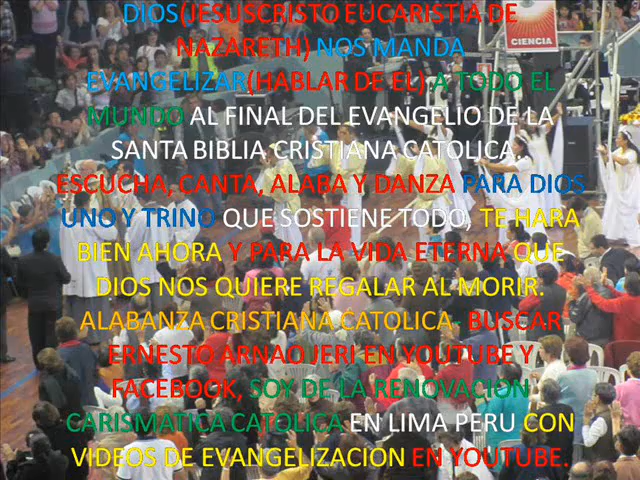 DIOS(JESUSCRISTO EUCARISTIA DE
NAZARETH) NOS MANDA
EVANGELIZAR(HABLAR DE EL) A TODO EL
MUNDO AL FINAL DEL EVANGELIO DE LA
SANTA BIBLIA CRISTIANA CATOLICA.
ESCUCHA, CANTA, ALABA Y DANZA PARA DIOS
UNO Y TRINO QUE SOSTIENE TODO, TE HARA
BIEN AHORA Y PARA LA VIDA ETERNA QUE
DIOS NOS QUIERE REGALAR AL MORIR.
ALABANZA CRISTIANA CATOLICA BUSCAR
ERNESTO ARNAO JERI EN YOUTUBE Y
FACEBOOK, SOY DE LA RENOVACION
CARISMATICA CATOLICA EN LIMA PERU CON
VIDEOS DE EVANGELIZACION EN YOUTUBE.
CIENCIA